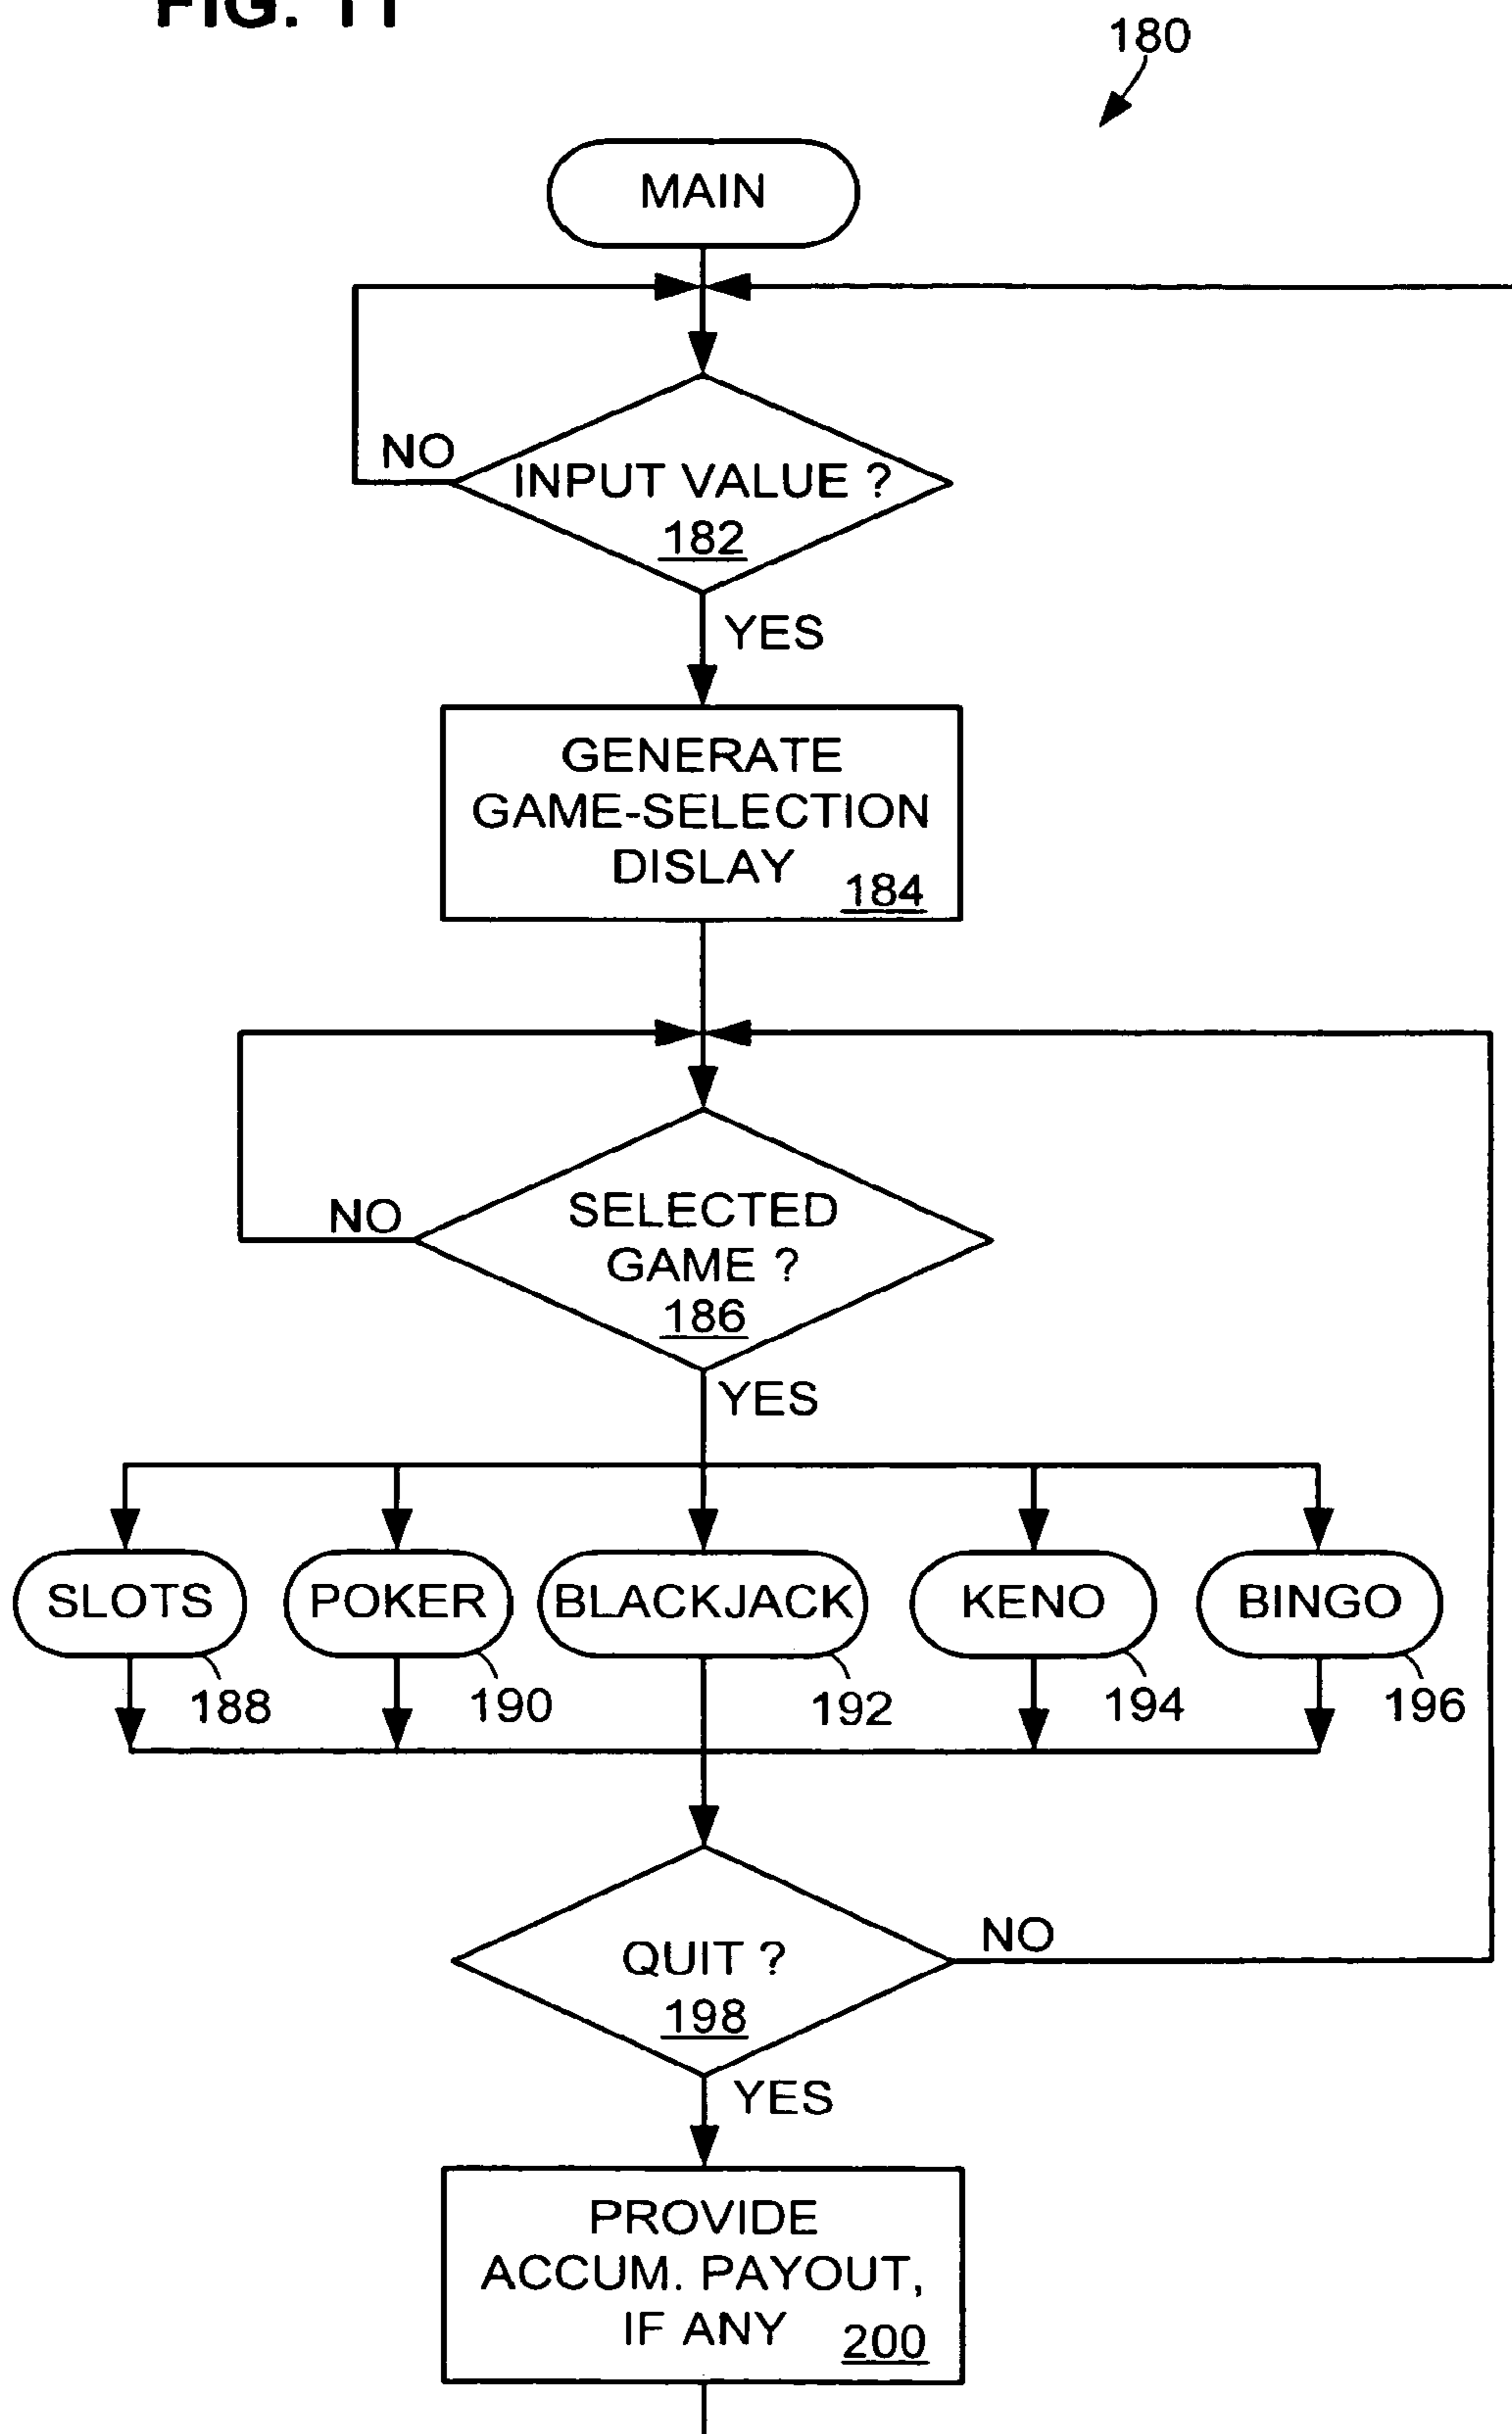 FIG. 11
180
MAIN
NO
INPUT VALUE ?
182
YES
GENERATE
GAME-SELECTION
DISLAY
184
NO
SELECTED
GAME ?
186
YES
SLOTS
POKER
BLACKJACK
KENO
BINGO
188
190
192
194
196
QUIT ?
NO
198
YES
PROVIDE
ACCUM. PAYOUT,
IF ANY
200